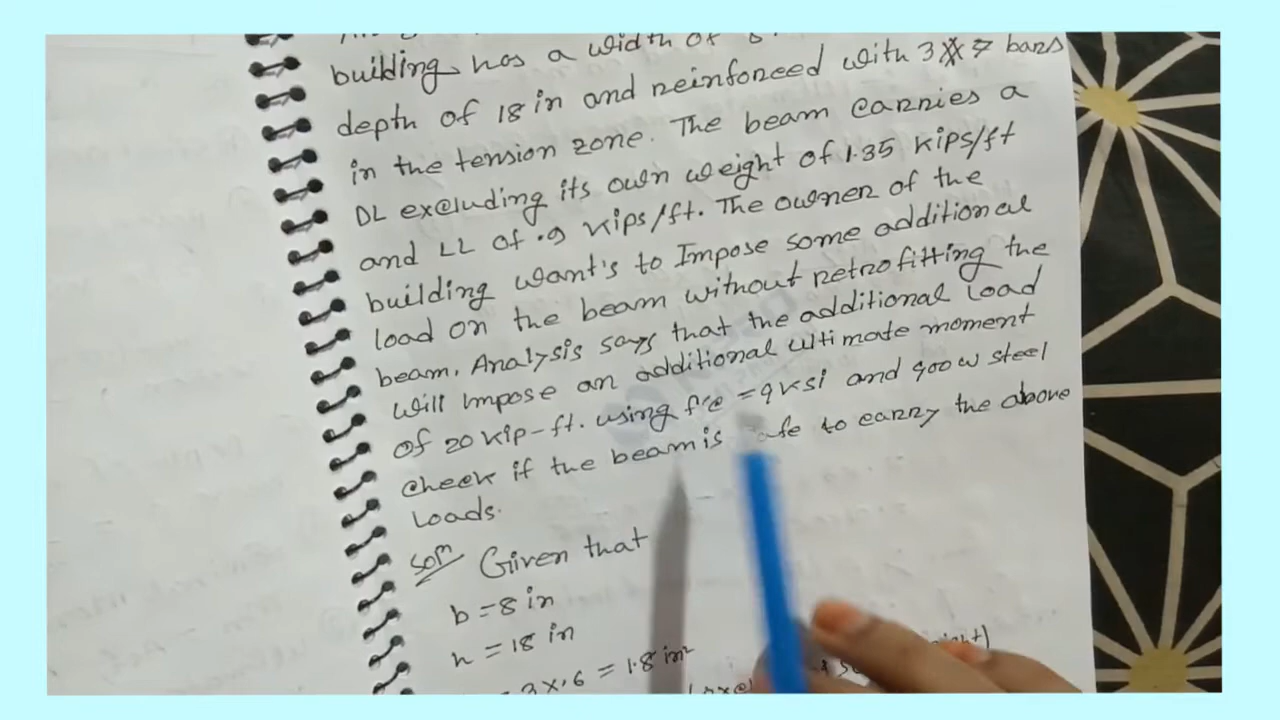 building has a width of
depth of 18 in and reinforced with 3 # 7 bars
in the tension zone. The beam carries a
DL excluding its own weight of 1.35 Kips/ft
and LL of .9 Kips/ft. The owner of the
building want's to Impose some additional
load on the beam without retrofitting the
beam. Analysis says that the additional Load
will Impose an additional ultimate moment
of 20 Kip-ft. using f'c = 4 Ksi and 400 W steel
check if the beam is safe to carry the above
Loads.
Soln Given that
b = 8 in
h = 18 in
3 x .6 = 1.8 in²